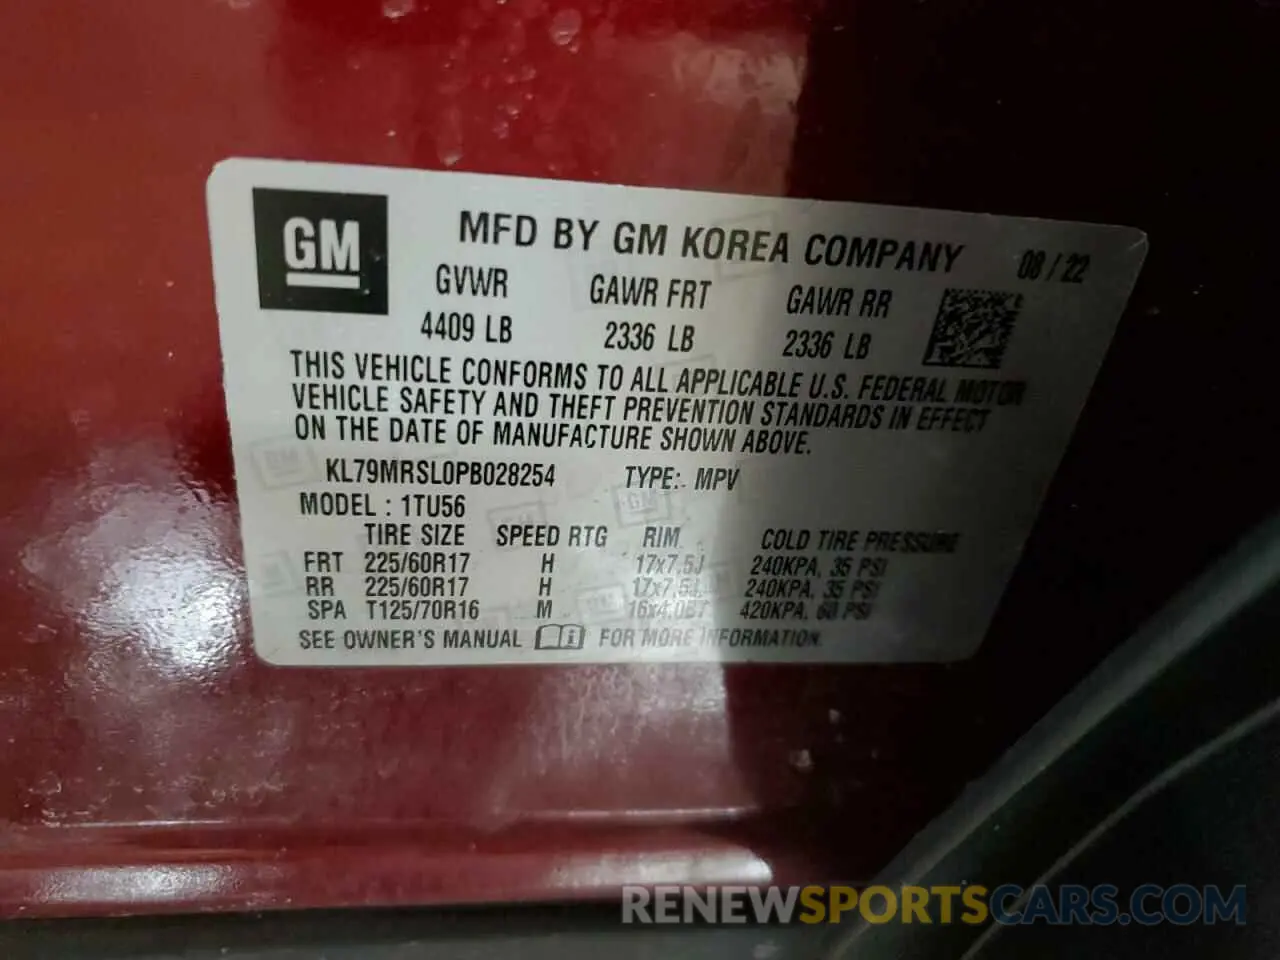 GM
MFD BY GM KOREA COMPANY 08 / 22
GVWR GAWR FRT GAWR RR
4409 LB 2336 LB 2336 LB
THIS VEHICLE CONFORMS TO ALL APPLICABLE U.S. FEDERAL MOTOR
VEHICLE SAFETY AND THEFT PREVENTION STANDARDS IN EFFECT
ON THE DATE OF MANUFACTURE SHOWN ABOVE.
KL79MRSL0PB028254 TYPE: MPV
MODEL : 1TU56
TIRE SIZE SPEED RTG RIM COLD TIRE PRESSURE
FRT 225/60R17 H 17x7.5J 240KPA, 35 PSI
RR 225/60R17 H 17x7.5J 240KPA, 35 PSI
SPA T125/70R16 M 16x4.0BT 420KPA, 60 PSI
SEE OWNER'S MANUAL FOR MORE INFORMATION
RENEWSPORTSCARS.COM